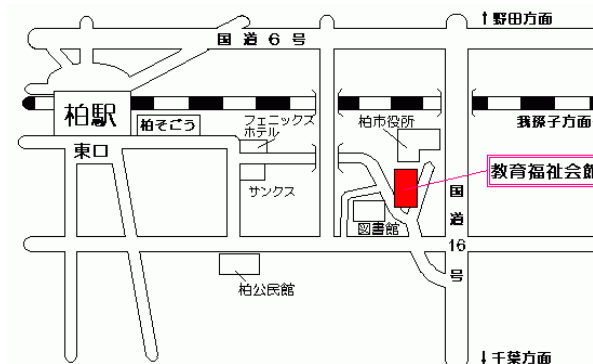 ↑野田方面
国道6号
柏駅
柏そごう
フェニックス
ホテル
柏市役所
我孫子方面
東口
教育福祉会館
サンクス
図書館
国道16号
柏公民館
↓千葉方面